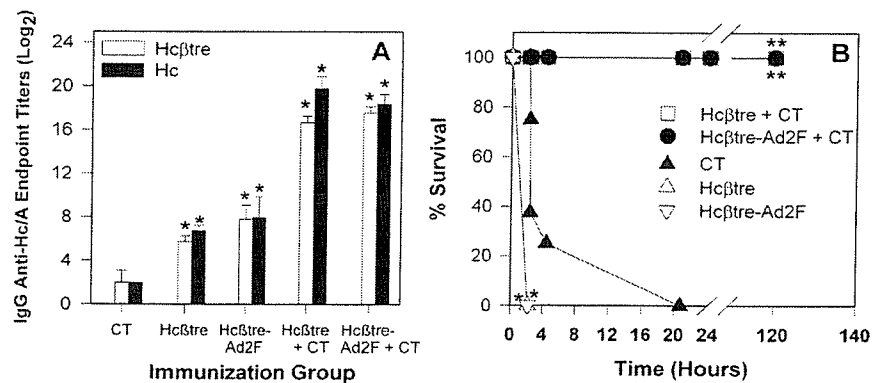 IgG Anti-Hc/A Endpoint Titers (Log2)
24
20
16
12
8
4
0
Hcβtre
Hc
A
* *
* *
* *
* *
CT
Hcβtre
Hcβtre-
Ad2F
Hcβtre
+ CT
Hcβtre-
Ad2F + CT
Immunization Group
% Survival
100
80
60
40
20
0
B
**
**
Hcβtre + CT
Hcβtre-Ad2F + CT
CT
Hcβtre
Hcβtre-Ad2F
* *
0 4 8 12 16 20 24 120 140
Time (Hours)